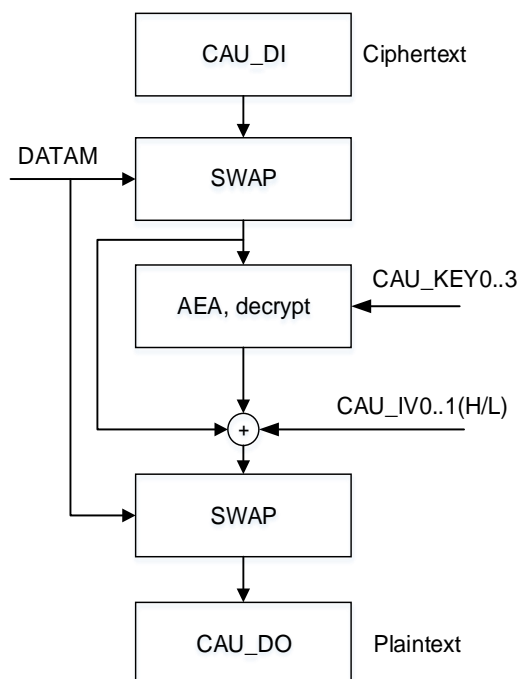 CAU_DI
Ciphertext
DATAM
SWAP
AEA, decrypt
CAU_KEY0..3
CAU_IV0..1(H/L)
+
SWAP
CAU_DO
Plaintext